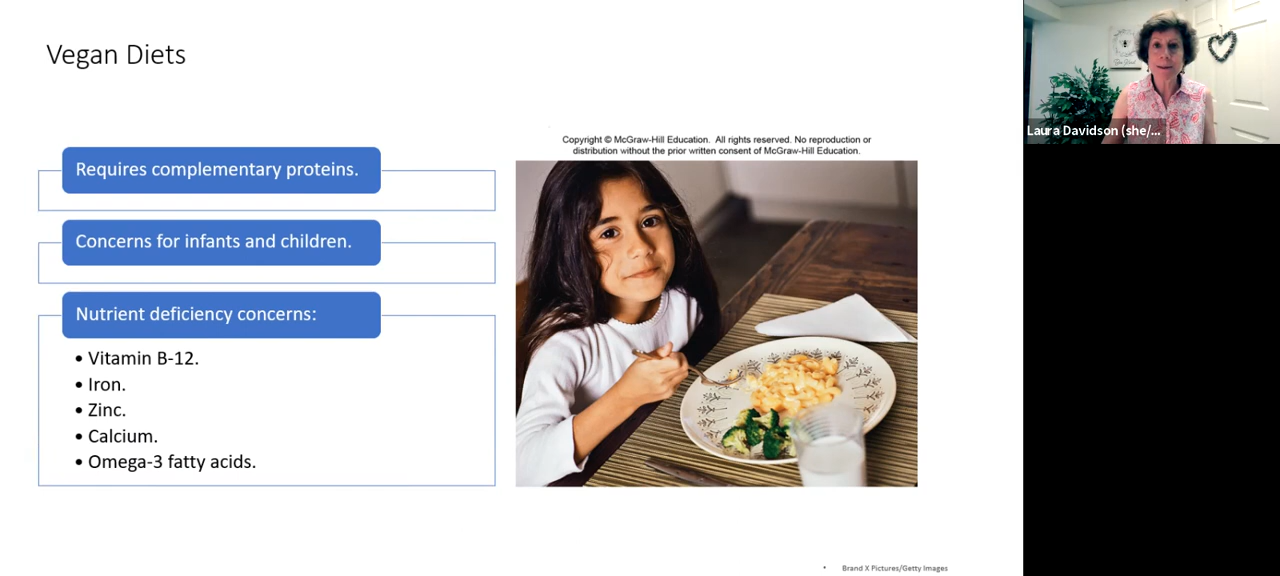 Vegan Diets
Requires complementary proteins.
Concerns for infants and children.
Nutrient deficiency concerns:
• Vitamin B-12.
• Iron.
• Zinc.
• Calcium.
• Omega-3 fatty acids.
Copyright © McGraw-Hill Education. All rights reserved. No reproduction or
distribution without the prior written consent of McGraw-Hill Education.
• Brand X Pictures/Getty Images
Laura Davidson (she/...